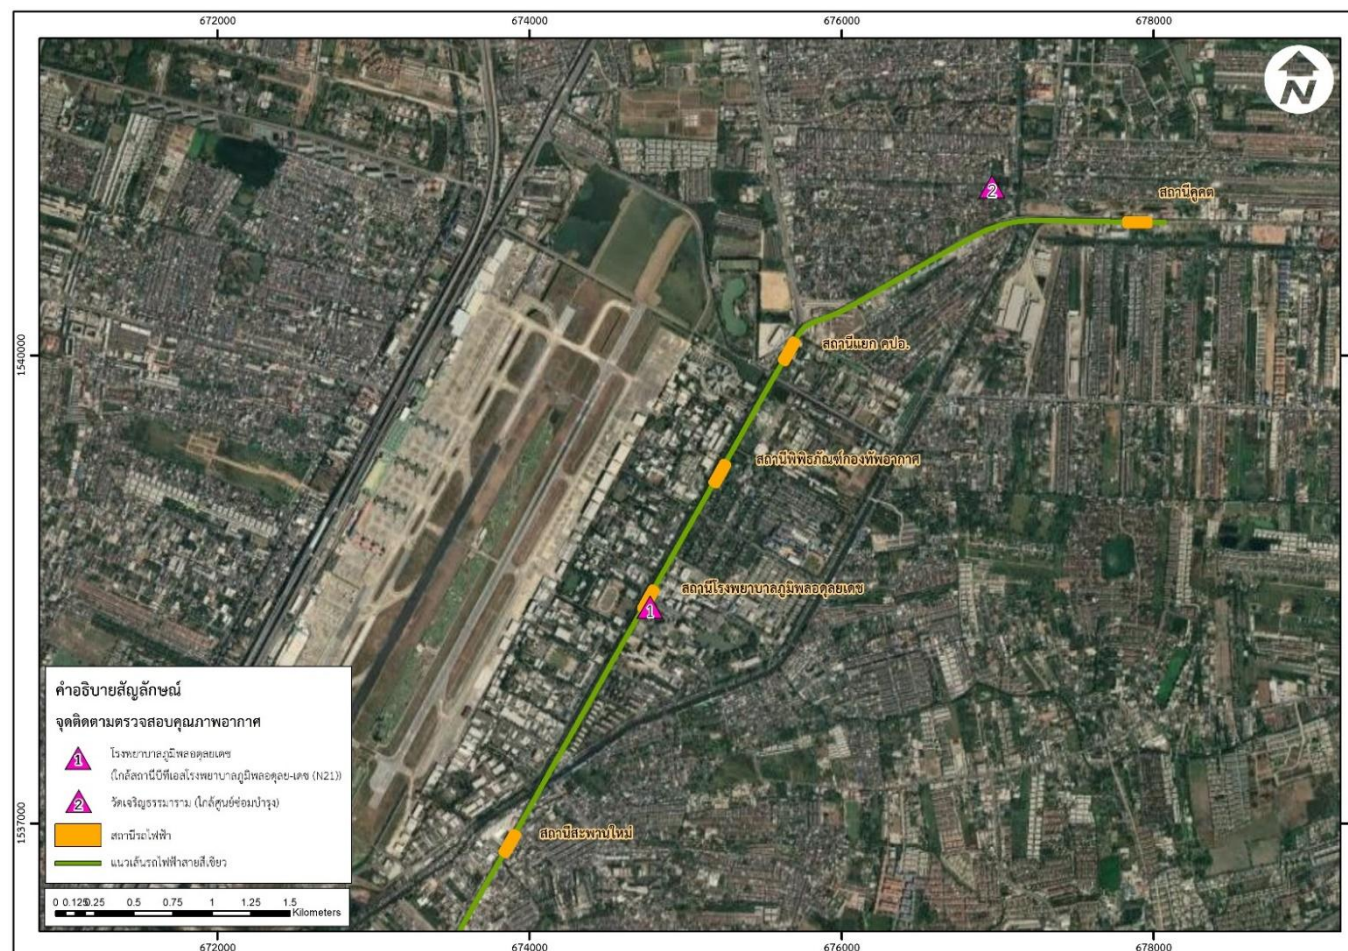 672000
674000
676000
678000
N
2
สถานีคูคต
1540000
สถานีแยก คปอ.
สถานีพิพิธภัณฑ์กองทัพอากาศ
สถานีโรงพยาบาลภูมิพลอดุลยเดช
1
คำอธิบายสัญลักษณ์
จุดติดตามตรวจสอบคุณภาพอากาศ
1
โรงพยาบาลภูมิพลอดุลยเดช
(ใกล้สถานีบีทีเอสโรงพยาบาลภูมิพลอดุลย-เดช (N21))
2
วัดเจริญธรรมาราม (ใกล้ศูนย์ซ่อมบำรุง)
สถานีรถไฟฟ้า
แนวเส้นรถไฟฟ้าสายสีเขียว
1537000
สถานีสะพานใหม่
0 0.125 0.25 0.5 0.75 1 1.25 1.5
Kilometers
672000
674000
676000
678000